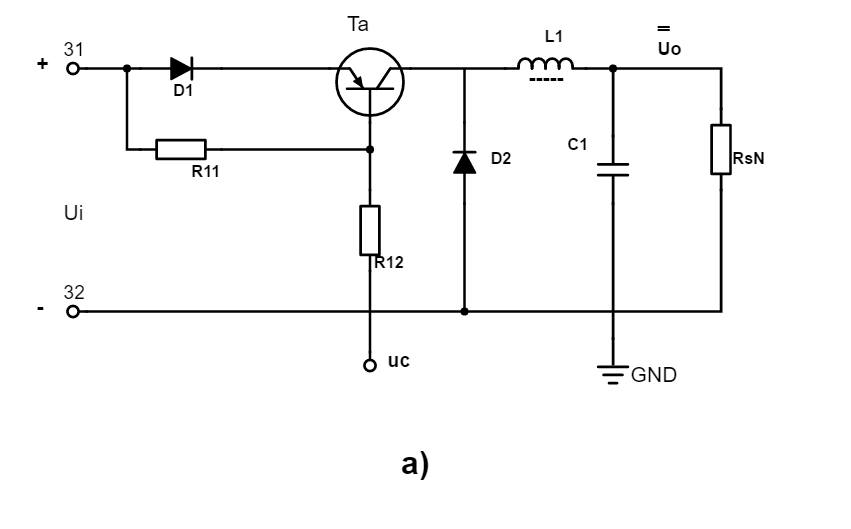 Ta
L1
=
Uo
+
31
D1
C1
D2
RsN
R11
Ui
R12
32
-
uc
GND
a)